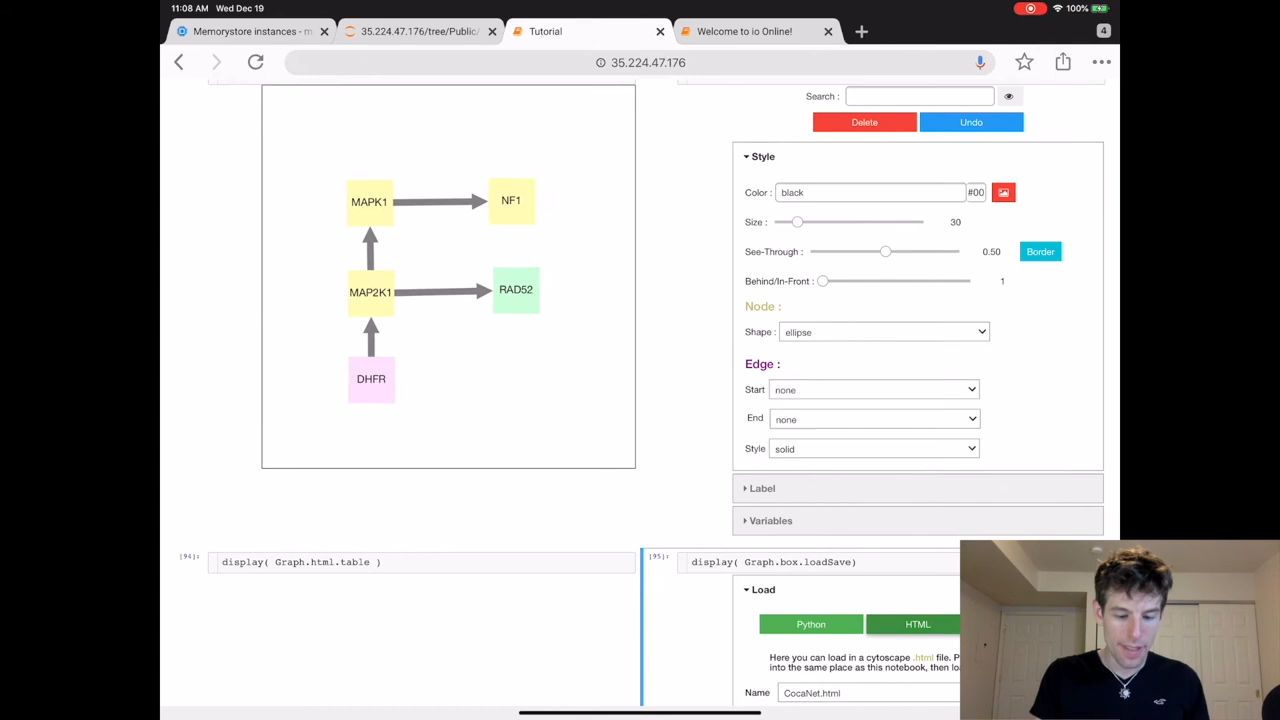 11:08 AM Wed Dec 19
100%
Memorystore instances - m
35.224.47.176/tree/Public/
Tutorial
Welcome to io Online!
4
35.224.47.176
Search :
Delete
Undo
Style
Color :
black
#00
Size :
30
See-Through :
0.50
Border
Behind/In-Front :
1
Node :
Shape :
ellipse
Edge :
Start
none
End
none
Style
solid
Label
Variables
MAPK1
NF1
MAP2K1
RAD52
DHFR
[94]:
display( Graph.html.table )
[95]:
display( Graph.box.loadSave)
Load
Python
HTML
Here you can load in a cytoscape .html file. P
into the same place as this notebook, then lo
Name
CocaNet.html